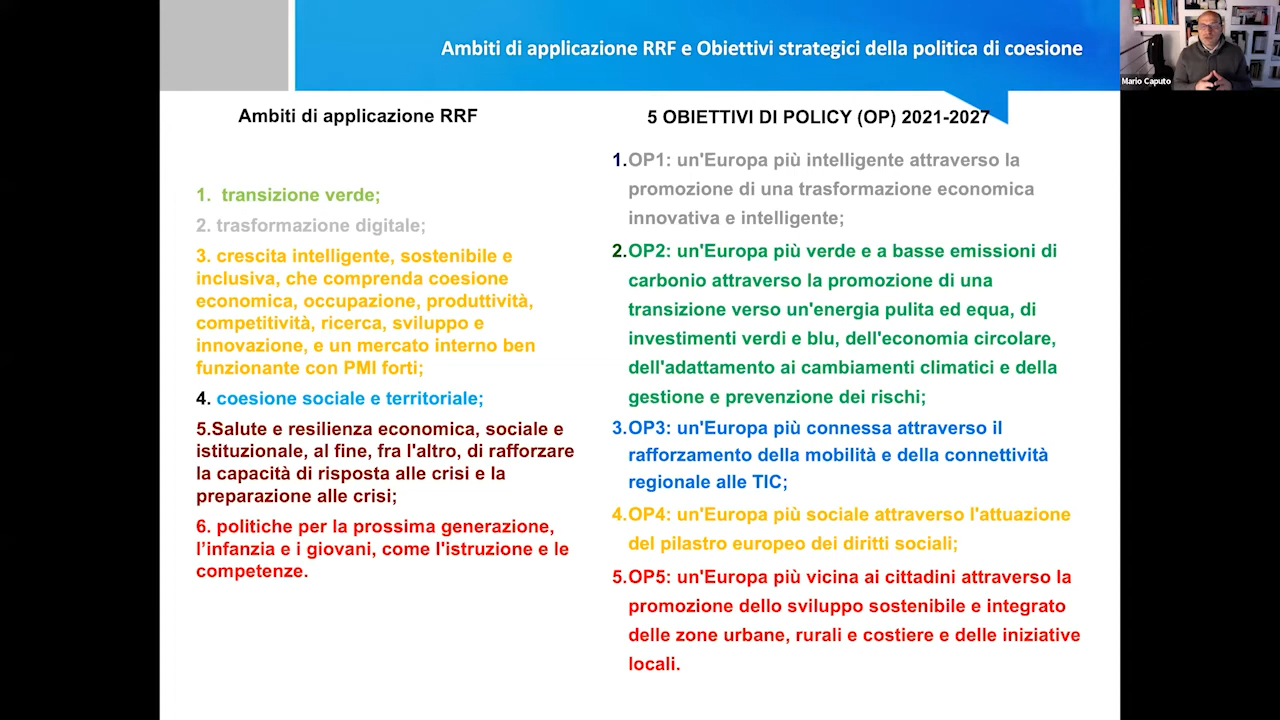 Ambiti di applicazione RRF e Obiettivi strategici della politica di coesione
Mario Caputo
Ambiti di applicazione RRF
1. transizione verde;
2. trasformazione digitale;
3. crescita intelligente, sostenibile e
inclusiva, che comprenda coesione
economica, occupazione, produttività,
competitività, ricerca, sviluppo e
innovazione, e un mercato interno ben
funzionante con PMI forti;
4. coesione sociale e territoriale;
5.Salute e resilienza economica, sociale e
istituzionale, al fine, fra l'altro, di rafforzare
la capacità di risposta alle crisi e la
preparazione alle crisi;
6. politiche per la prossima generazione,
l’infanzia e i giovani, come l'istruzione e le
competenze.
5 OBIETTIVI DI POLICY (OP) 2021-2027
1.OP1: un'Europa più intelligente attraverso la
promozione di una trasformazione economica
innovativa e intelligente;
2.OP2: un'Europa più verde e a basse emissioni di
carbonio attraverso la promozione di una
transizione verso un'energia pulita ed equa, di
investimenti verdi e blu, dell'economia circolare,
dell'adattamento ai cambiamenti climatici e della
gestione e prevenzione dei rischi;
3.OP3: un'Europa più connessa attraverso il
rafforzamento della mobilità e della connettività
regionale alle TIC;
4.OP4: un'Europa più sociale attraverso l'attuazione
del pilastro europeo dei diritti sociali;
5.OP5: un'Europa più vicina ai cittadini attraverso la
promozione dello sviluppo sostenibile e integrato
delle zone urbane, rurali e costiere e delle iniziative
locali.